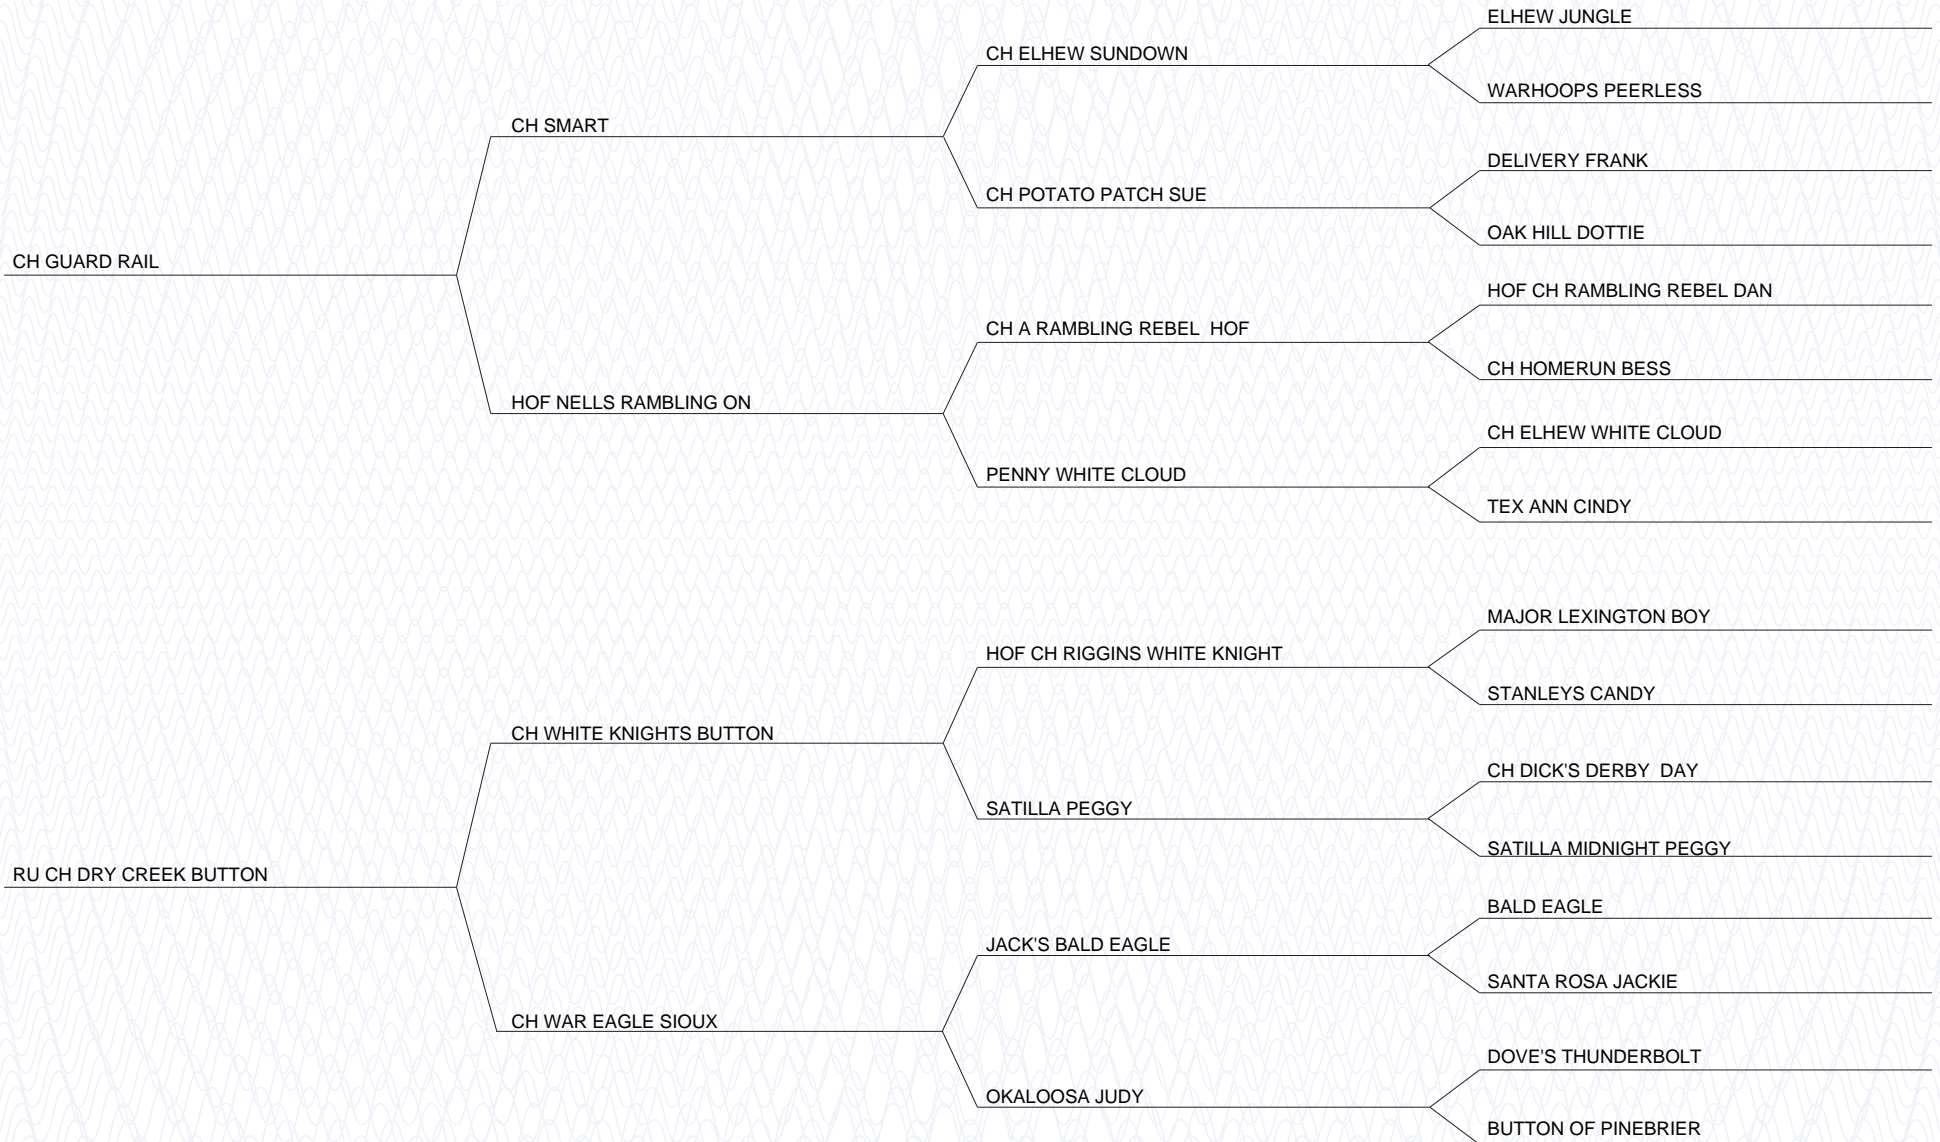 ELHEW JUNGLE
CH ELHEW SUNDOWN
WARHOOPS PEERLESS
CH SMART
DELIVERY FRANK
CH POTATO PATCH SUE
OAK HILL DOTTIE
CH GUARD RAIL
HOF CH RAMBLING REBEL DAN
CH A RAMBLING REBEL  HOF
CH HOMERUN BESS
HOF NELLS RAMBLING ON
CH ELHEW WHITE CLOUD
PENNY WHITE CLOUD
TEX ANN CINDY
MAJOR LEXINGTON BOY
HOF CH RIGGINS WHITE KNIGHT
STANLEYS CANDY
CH WHITE KNIGHTS BUTTON
CH DICK'S DERBY  DAY
SATILLA PEGGY
SATILLA MIDNIGHT PEGGY
RU CH DRY CREEK BUTTON
BALD EAGLE
JACK'S BALD EAGLE
SANTA ROSA JACKIE
CH WAR EAGLE SIOUX
DOVE'S THUNDERBOLT
OKALOOSA JUDY
BUTTON OF PINEBRIER